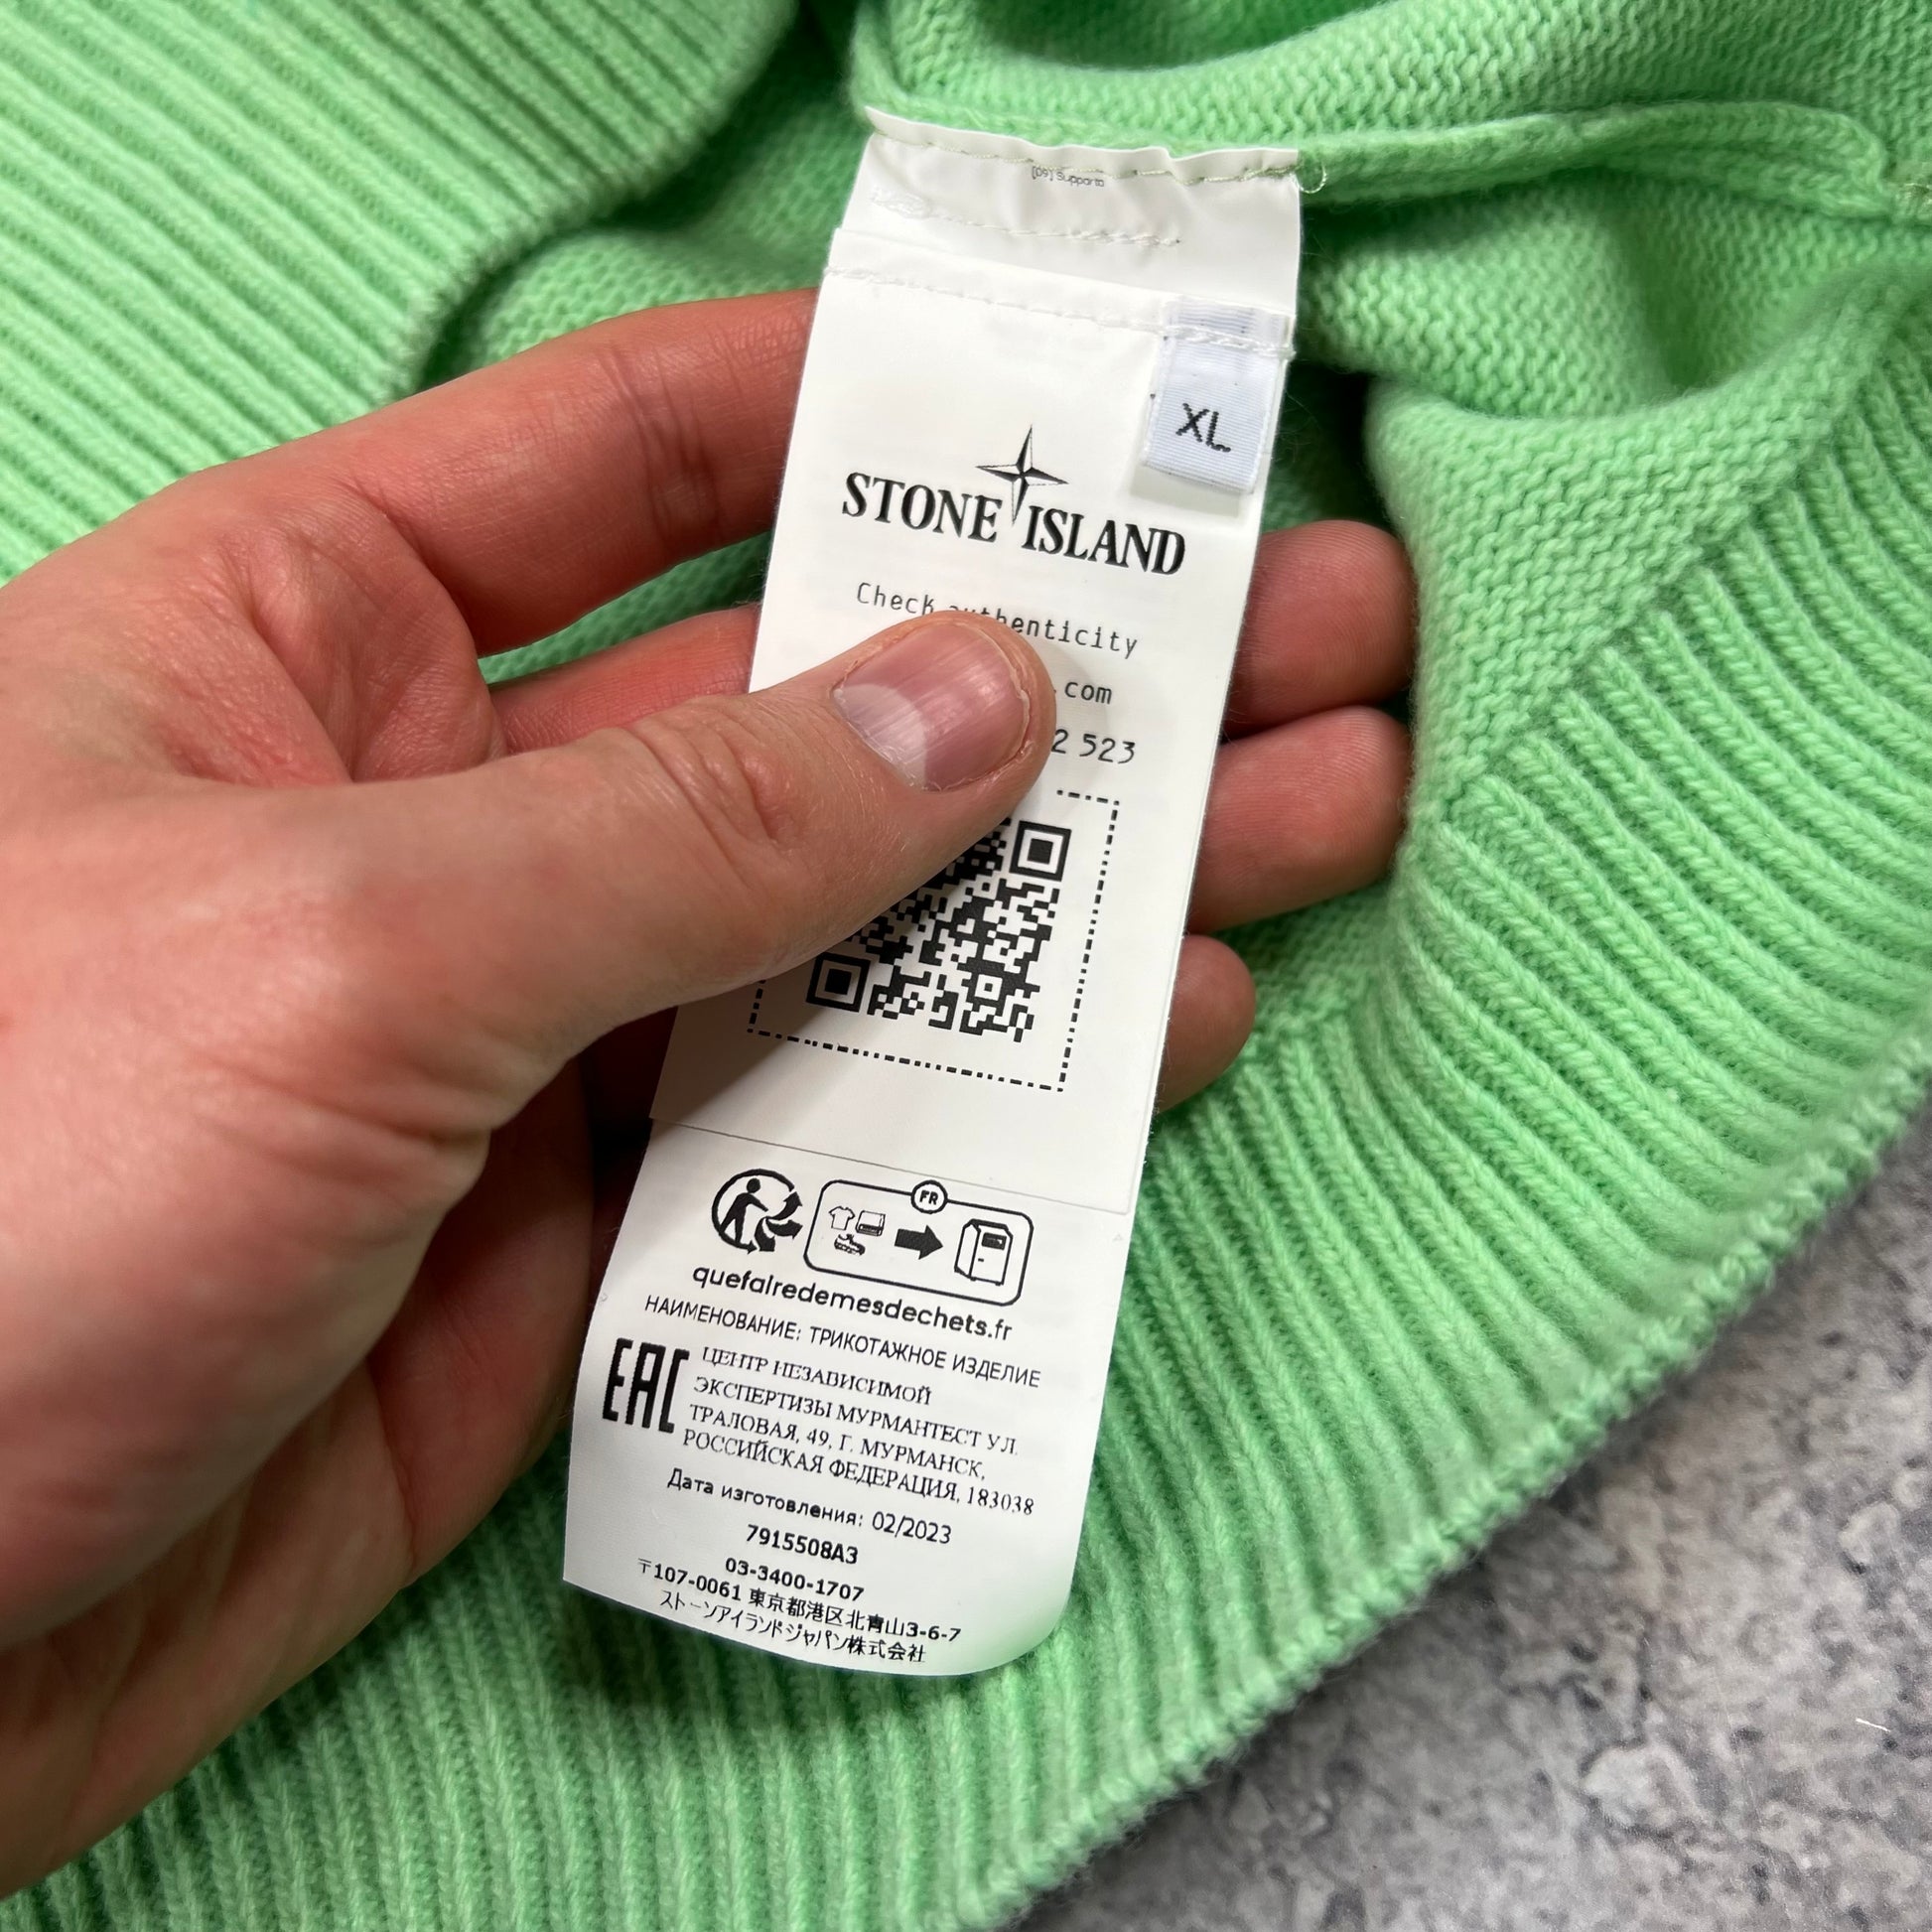 [09] Supporto
XL
STONE ISLAND
Check authenticity
.com
2 523
FR
quefairedemesdechets.fr
НАИМЕНОВАНИЕ: ТРИКОТАЖНОЕ ИЗДЕЛИЕ
EAC
ЦЕНТР НЕЗАВИСИМОЙ
ЭКСПЕРТИЗЫ МУРМАНТЕСТ УЛ.
ТРАЛОВАЯ, 49, Г. МУРМАНСК,
РОССИЙСКАЯ ФЕДЕРАЦИЯ, 183038
Дата изготовления: 02/2023
7915508A3
03-3400-1707
〒107-0061 東京都港区北青山3-6-7
ストーンアイランドジャパン株式会社